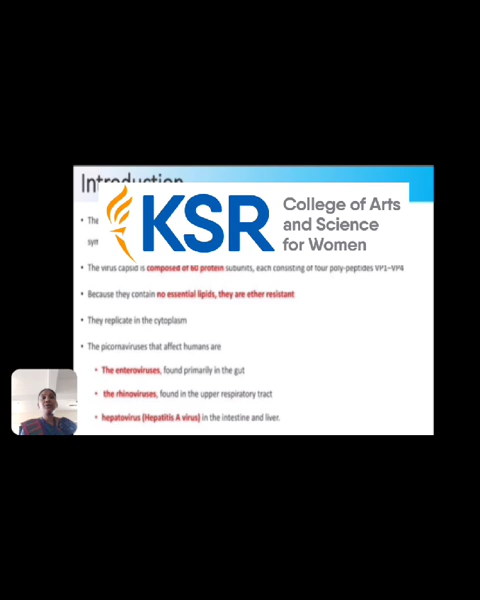 Introduction
KSR College of Arts
and Science
for Women
The
sym
The virus capsid is composed of 60 protein subunits, each consisting of four poly-peptides VP1–VP4
Because they contain no essential lipids, they are ether resistant
They replicate in the cytoplasm
The picornaviruses that affect humans are
The enteroviruses, found primarily in the gut
the rhinoviruses, found in the upper respiratory tract
hepatovirus (Hepatitis A virus) in the intestine and liver.